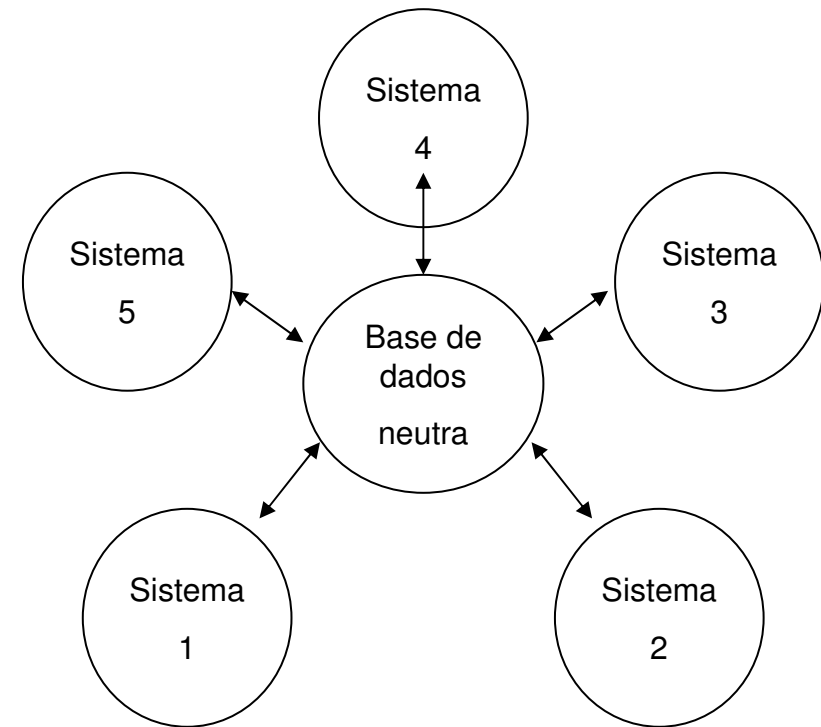 Sistema
4
Sistema
5
Sistema
3
Base de
dados
neutra
Sistema
1
Sistema
2